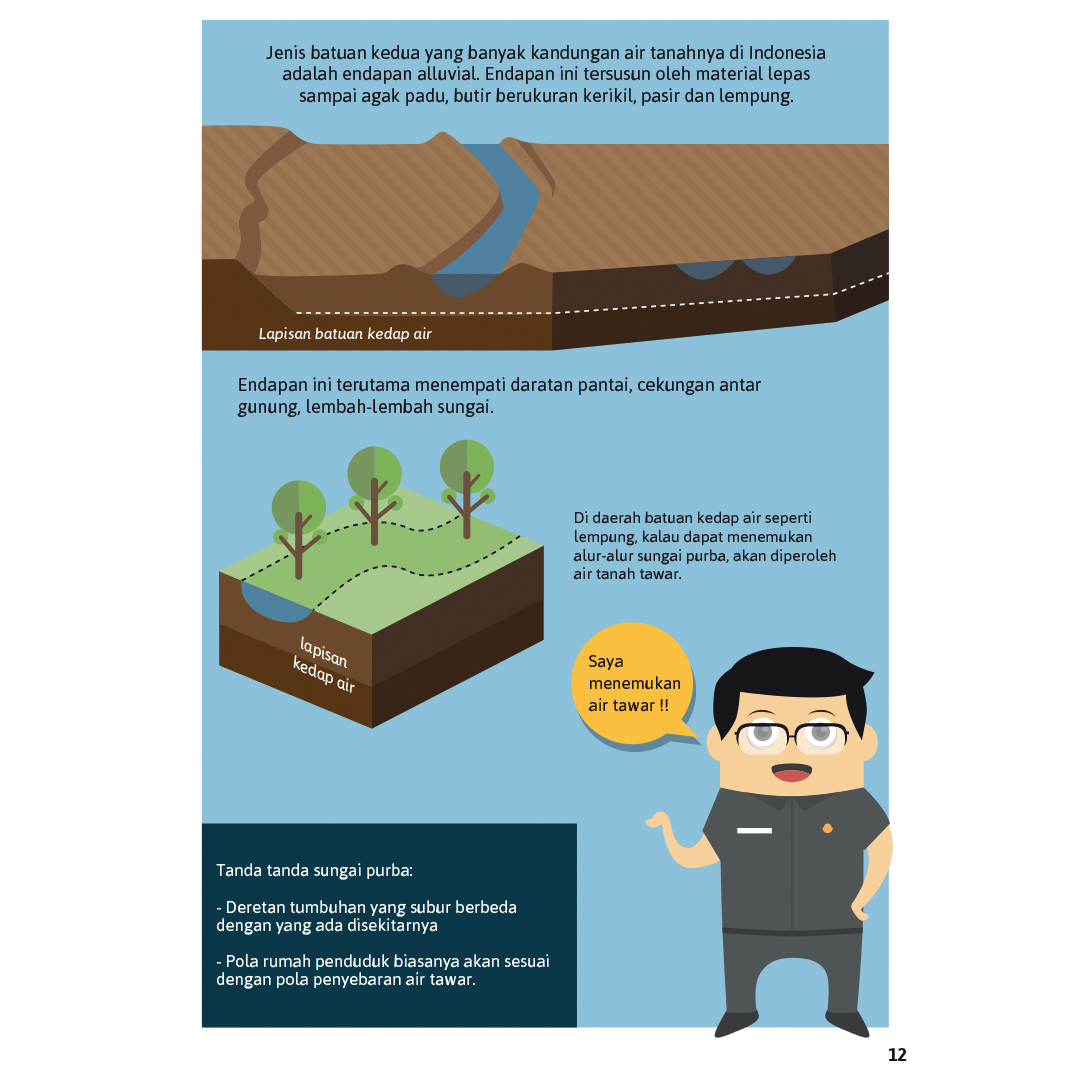 Jenis batuan kedua yang banyak kandungan air tanahnya di Indonesia
adalah endapan alluvial. Endapan ini tersusun oleh material lepas
sampai agak padu, butir berukuran kerikil, pasir dan lempung.
Lapisan batuan kedap air
Endapan ini terutama menempati daratan pantai, cekungan antar
gunung, lembah-lembah sungai.
Di daerah batuan kedap air seperti
lempung, kalau dapat menemukan
alur-alur sungai purba, akan diperoleh
air tanah tawar.
lapisan
kedap air
Saya
menemukan
air tawar !!
Tanda tanda sungai purba:
- Deretan tumbuhan yang subur berbeda
dengan yang ada disekitarnya
- Pola rumah penduduk biasanya akan sesuai
dengan pola penyebaran air tawar.
12